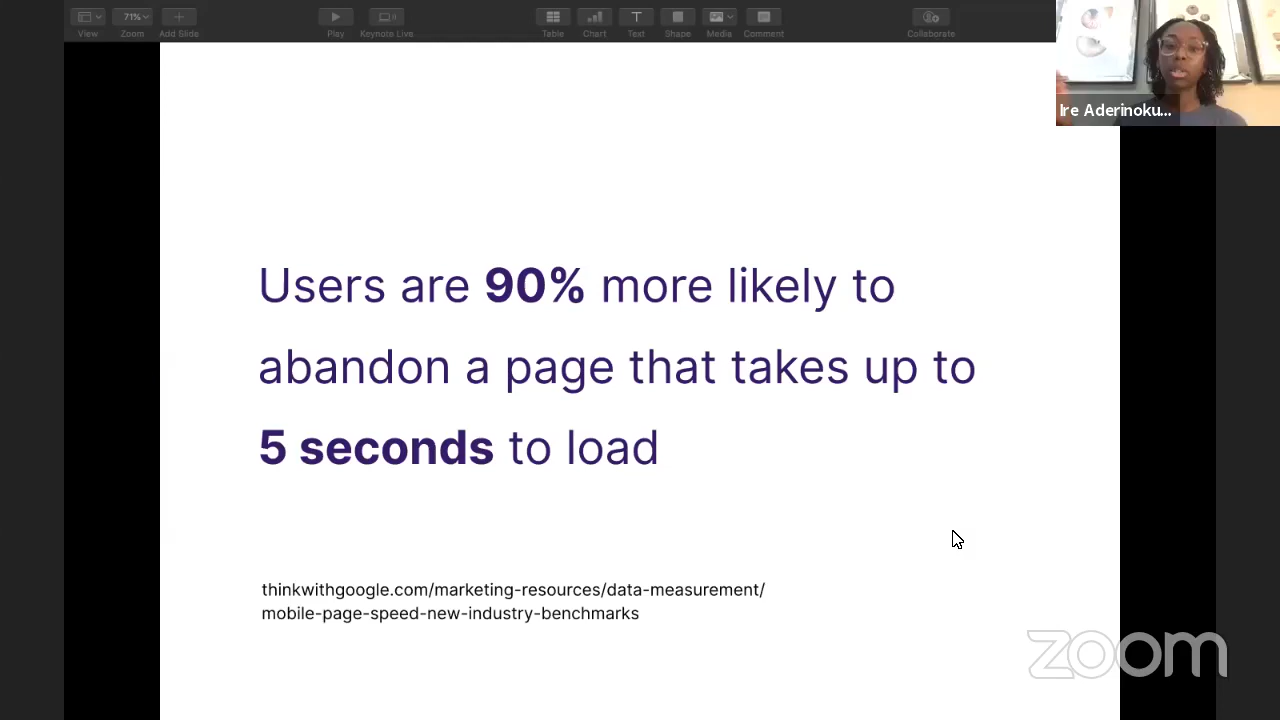 View
71%
Zoom
Add Slide
Play
Keynote Live
Table
Chart
Text
Shape
Media
Comment
Collaborate
Ire Aderinoku...
Users are 90% more likely to
abandon a page that takes up to
5 seconds to load
thinkwithgoogle.com/marketing-resources/data-measurement/
mobile-page-speed-new-industry-benchmarks
zoom